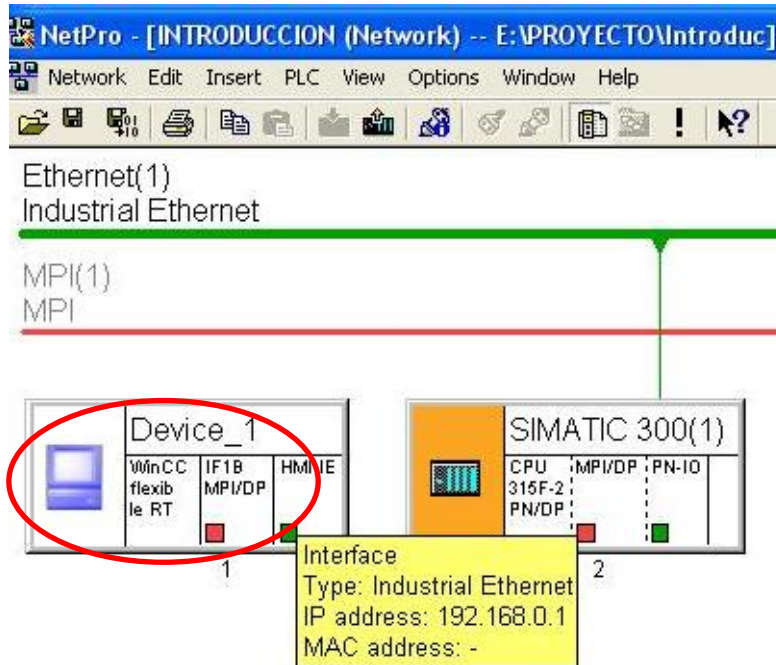 NetPro - [INTRODUCCION (Network) -- E:\PROYECTO\Introduc]
Network Edit Insert PLC View Options Window Help
Ethernet(1)
Industrial Ethernet
MPI(1)
MPI
Device_1
WinCC flexib le RT
IF1B MPI/DP
HMI IE
1
SIMATIC 300(1)
CPU 315F-2 PN/DP
MPI/DP
PN-IO
2
Interface
Type: Industrial Ethernet
IP address: 192.168.0.1
MAC address: -